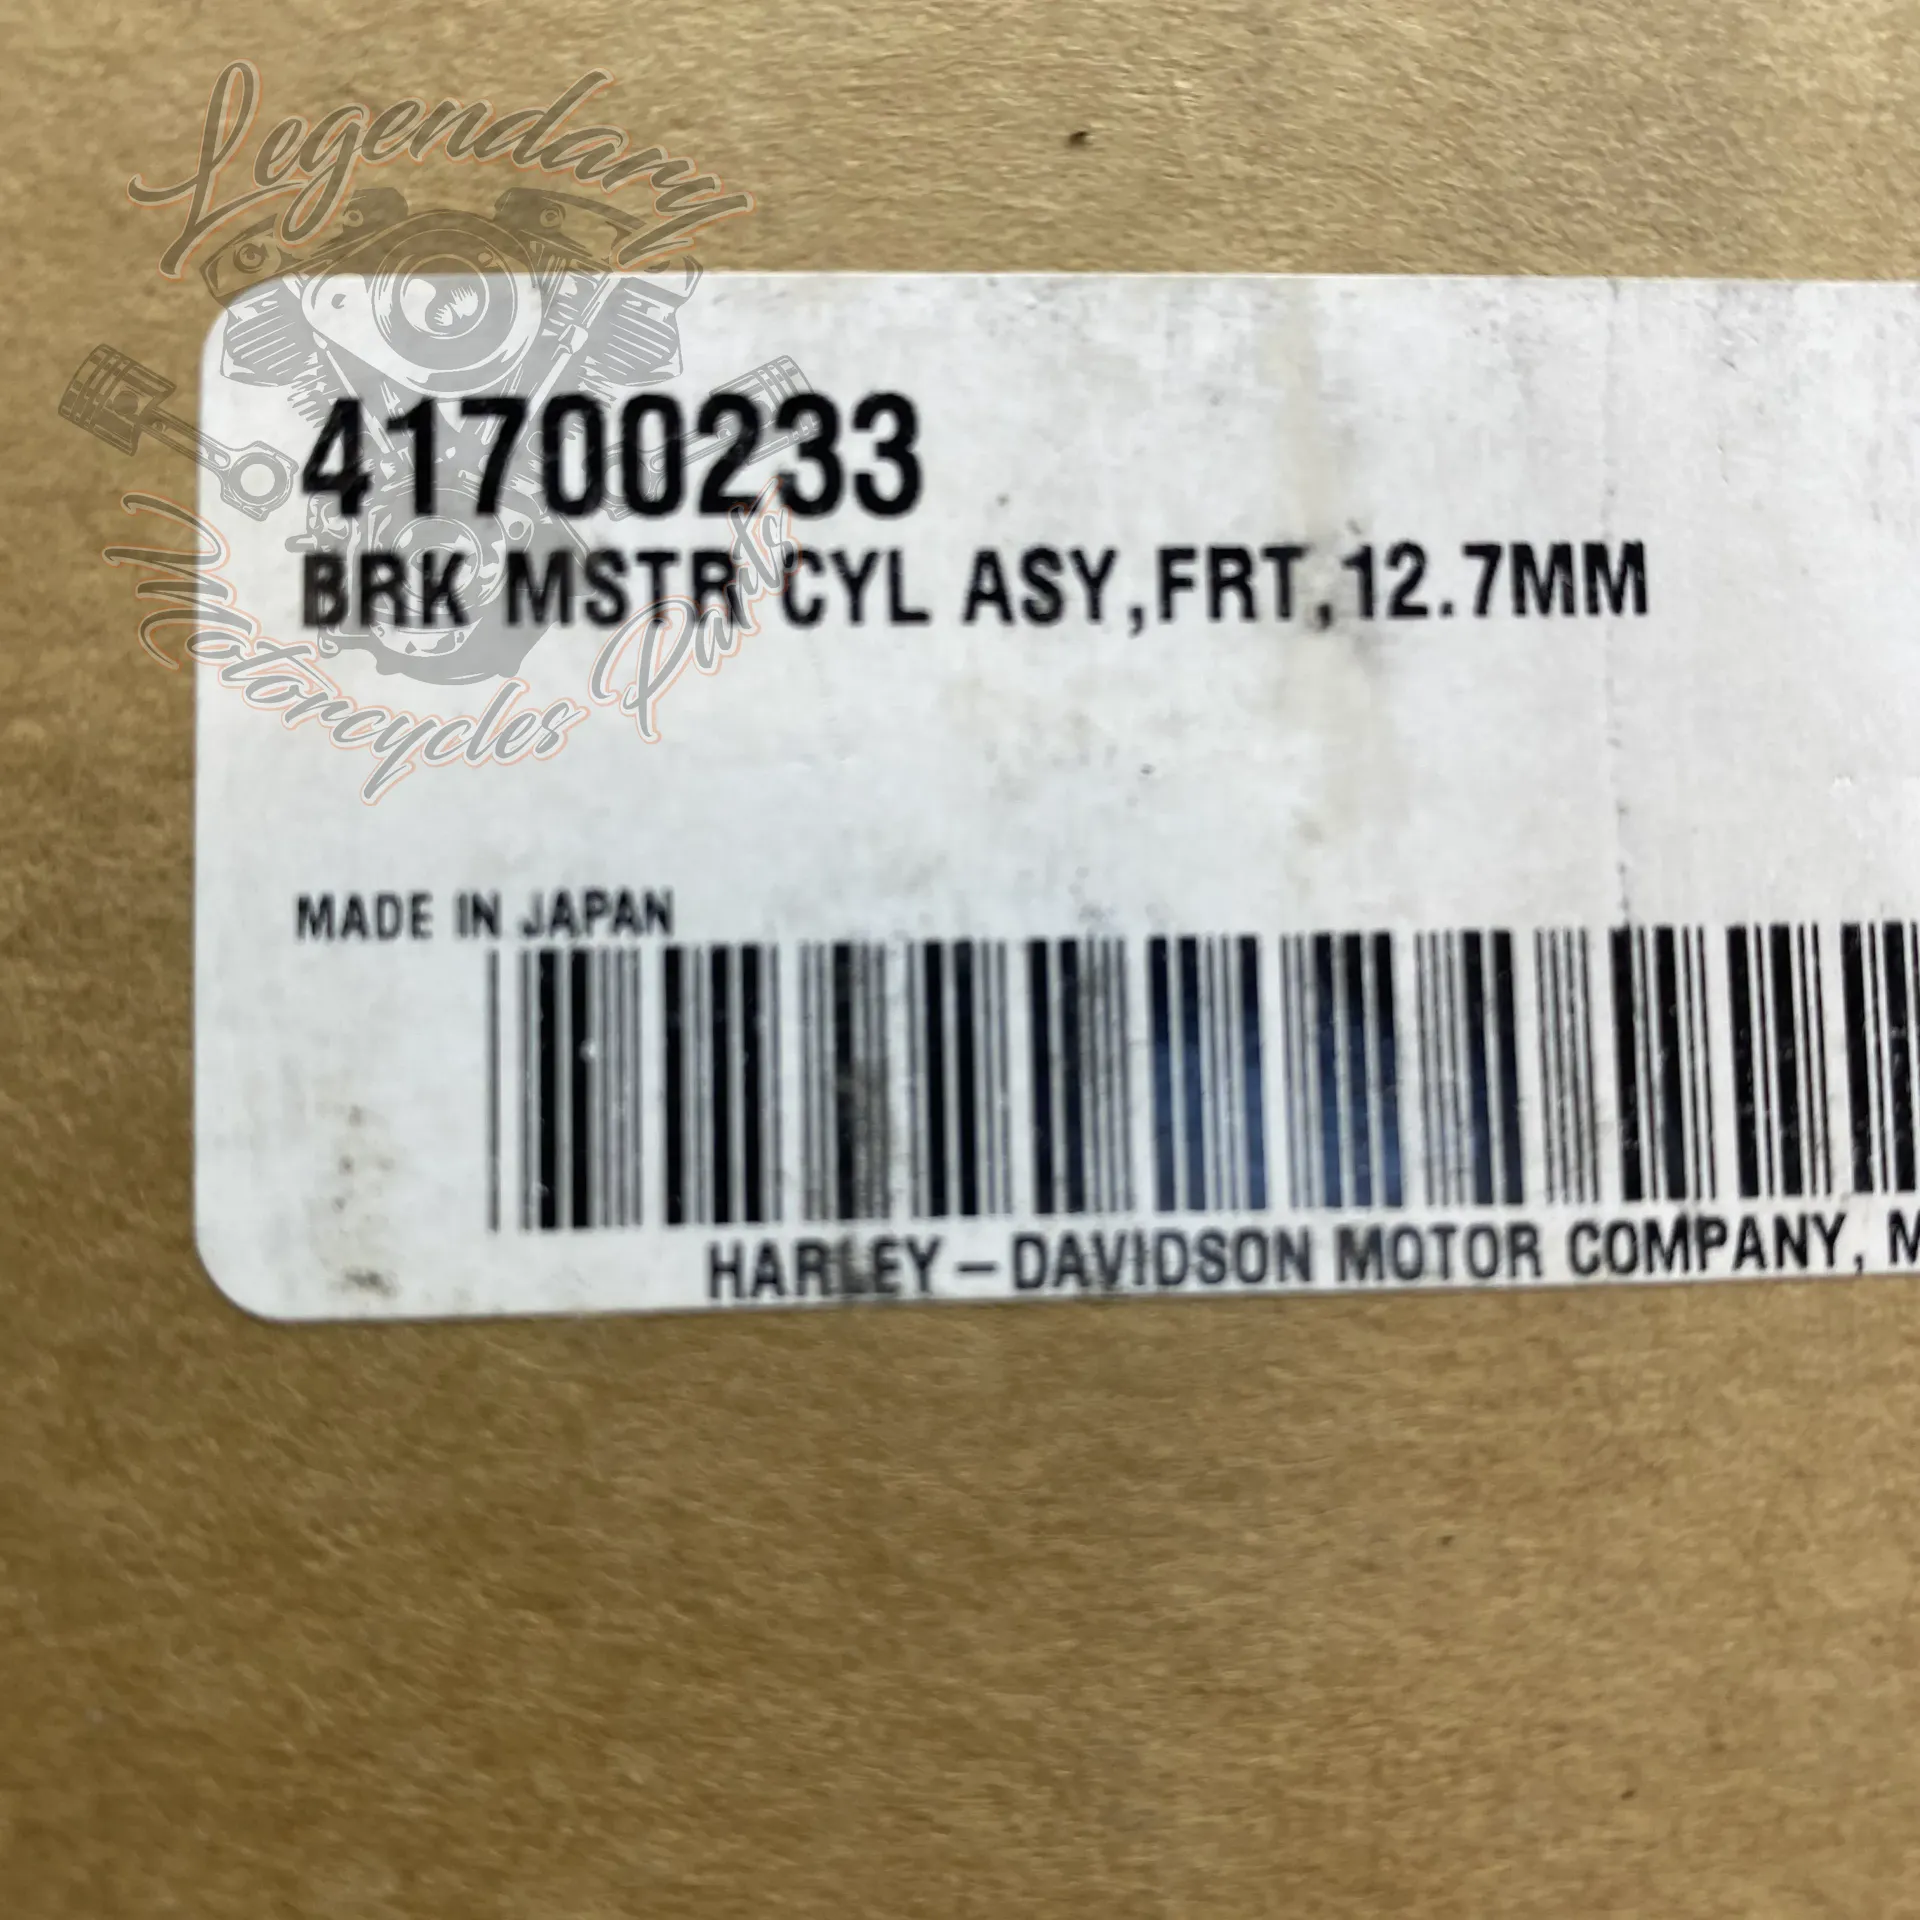 Legendary
41700233
BRK MSTR CYL ASY,FRT,12.7MM
Motorcycles Parts
MADE IN JAPAN
HARLEY-DAVIDSON MOTOR COMPANY, M